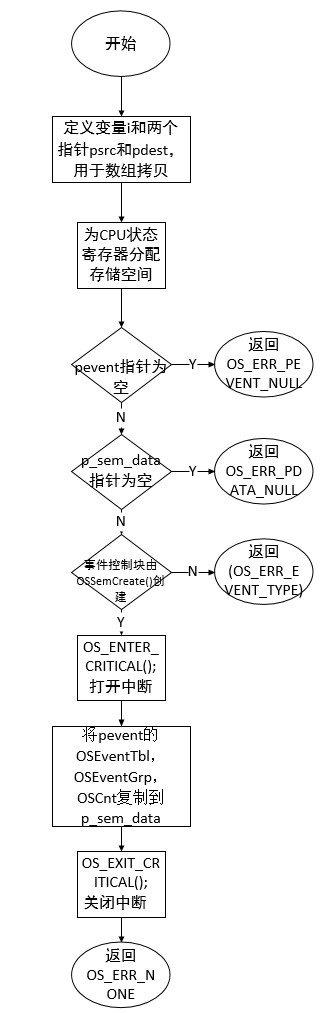 开始
定义变量i和两个
指针psrc和pdest，
用于数组拷贝
为CPU状态
寄存器分配
存储空间
pevent指针为
空
Y
返回
OS_ERR_PE
VENT_NULL
N
p_sem_data
指针为空
Y
返回
OS_ERR_PD
ATA_NULL
N
事件控制块由
OSSemCreate()创
建
N
返回
(OS_ERR_E
VENT_TYPE)
Y
OS_ENTER_
CRITICAL();
打开中断
将pevent的
OSEventTbl，
OSEventGrp，
OSCnt复制到
p_sem_data
OS_EXIT_CR
ITICAL();
关闭中断
返回
OS_ERR_N
ONE